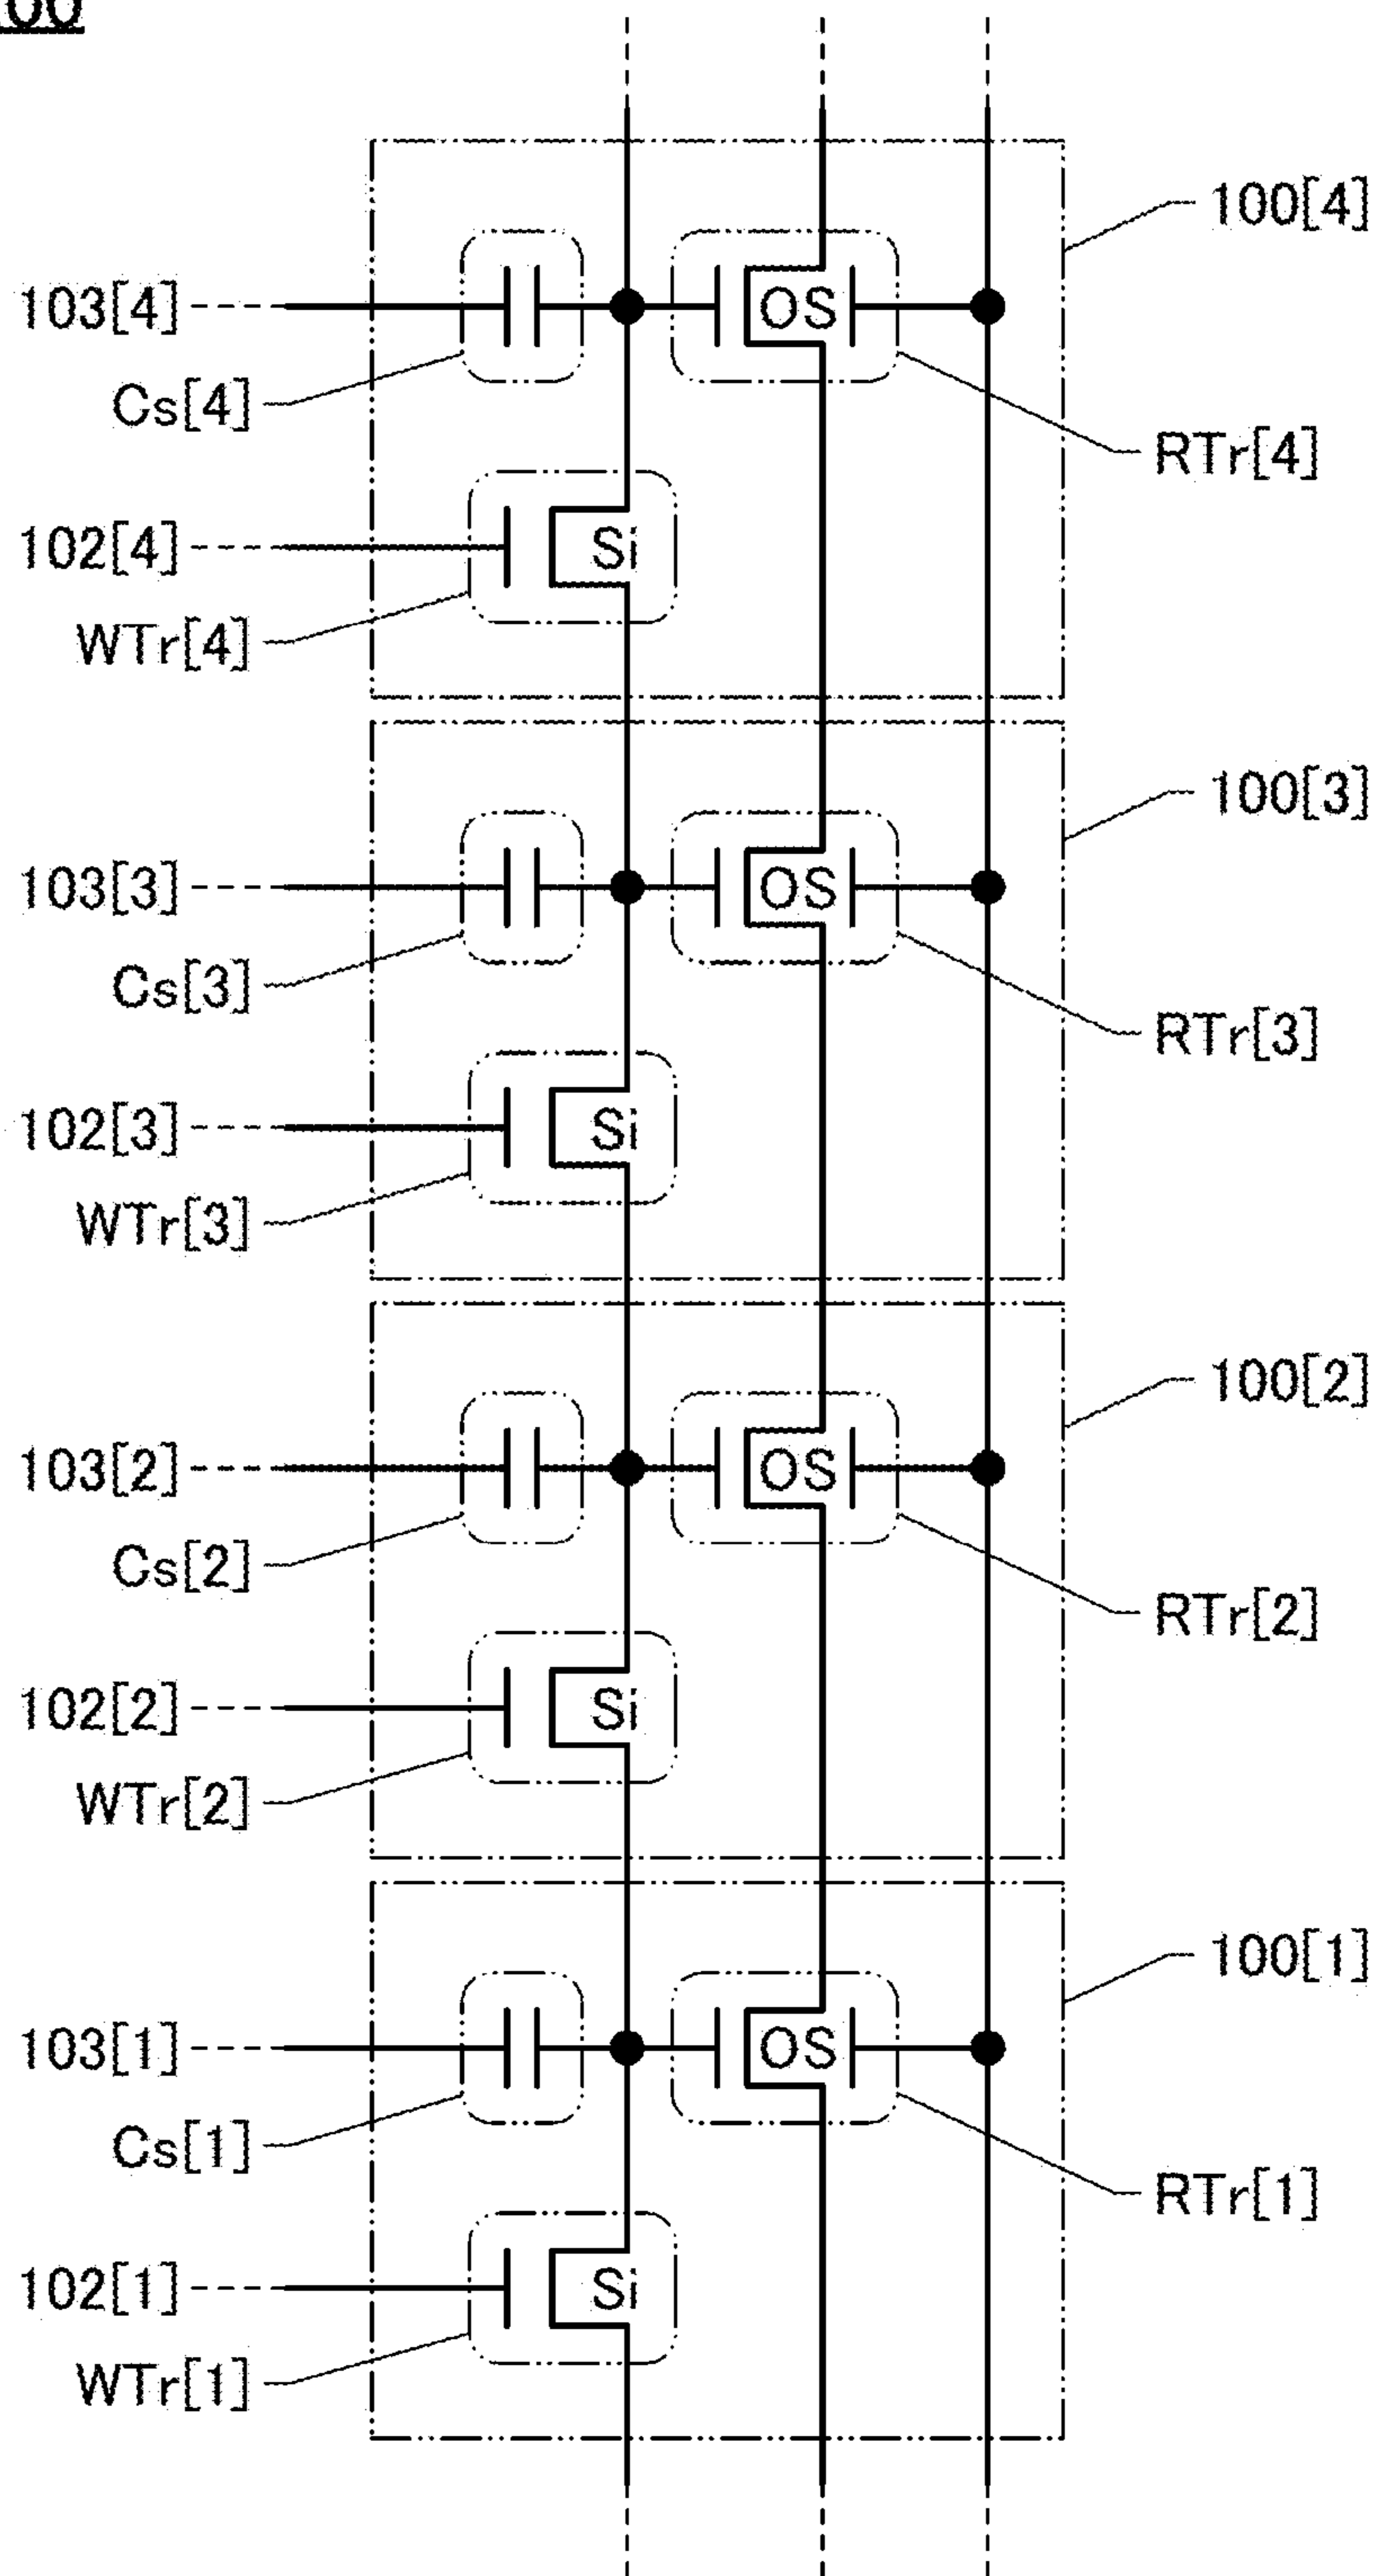 100[4]
OS
103[4]
Cs[4]
RTr[4]
Si
102[4]
WTr[4]
100[3]
OS
103[3]
Cs[3]
RTr[3]
Si
102[3]
WTr[3]
100[2]
OS
103[2]
Cs[2]
RTr[2]
Si
102[2]
WTr[2]
100[1]
OS
103[1]
Cs[1]
RTr[1]
Si
102[1]
WTr[1]